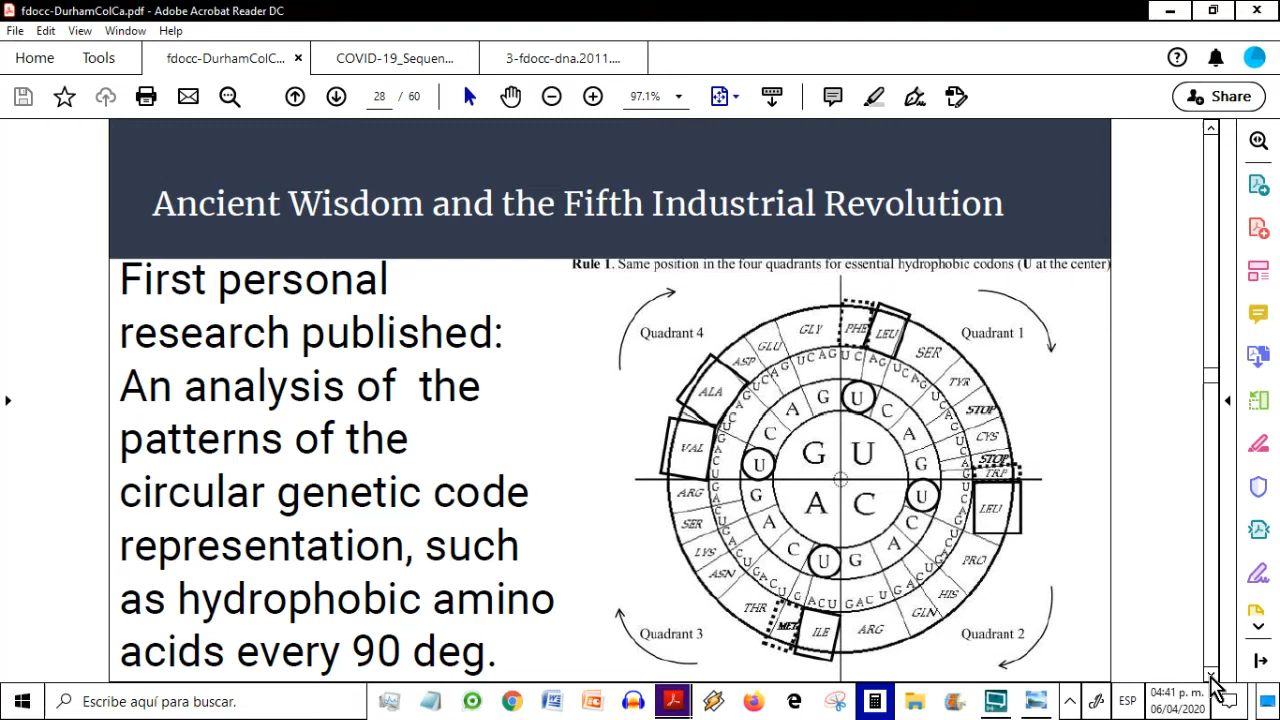 fdocc-DurhamColCa.pdf - Adobe Acrobat Reader DC
File Edit View Window Help
Home Tools fdocc-DurhamColC... COVID-19_Sequen... 3-fdocc-dna.2011....
28 / 60 97.1% Share
Ancient Wisdom and the Fifth Industrial Revolution
First personal
research published:
An analysis of the
patterns of the
circular genetic code
representation, such
as hydrophobic amino
acids every 90 deg.
Rule 1. Same position in the four quadrants for essential hydrophobic codons (U at the center)
Quadrant 4
Quadrant 1
Quadrant 3
Quadrant 2
G U
A C
U C A G
U C A G
U C A G
U C A G
PHE
LEU
SER
TYR
STOP
CYS
STOP
TRP
LEU
PRO
HIS
GLN
ARG
ILE
MET
THR
ASN
LYS
SER
ARG
VAL
ALA
ASP
GLU
GLY
Escribe aquí para buscar.
ESP
04:41 p. m.
06/04/2020